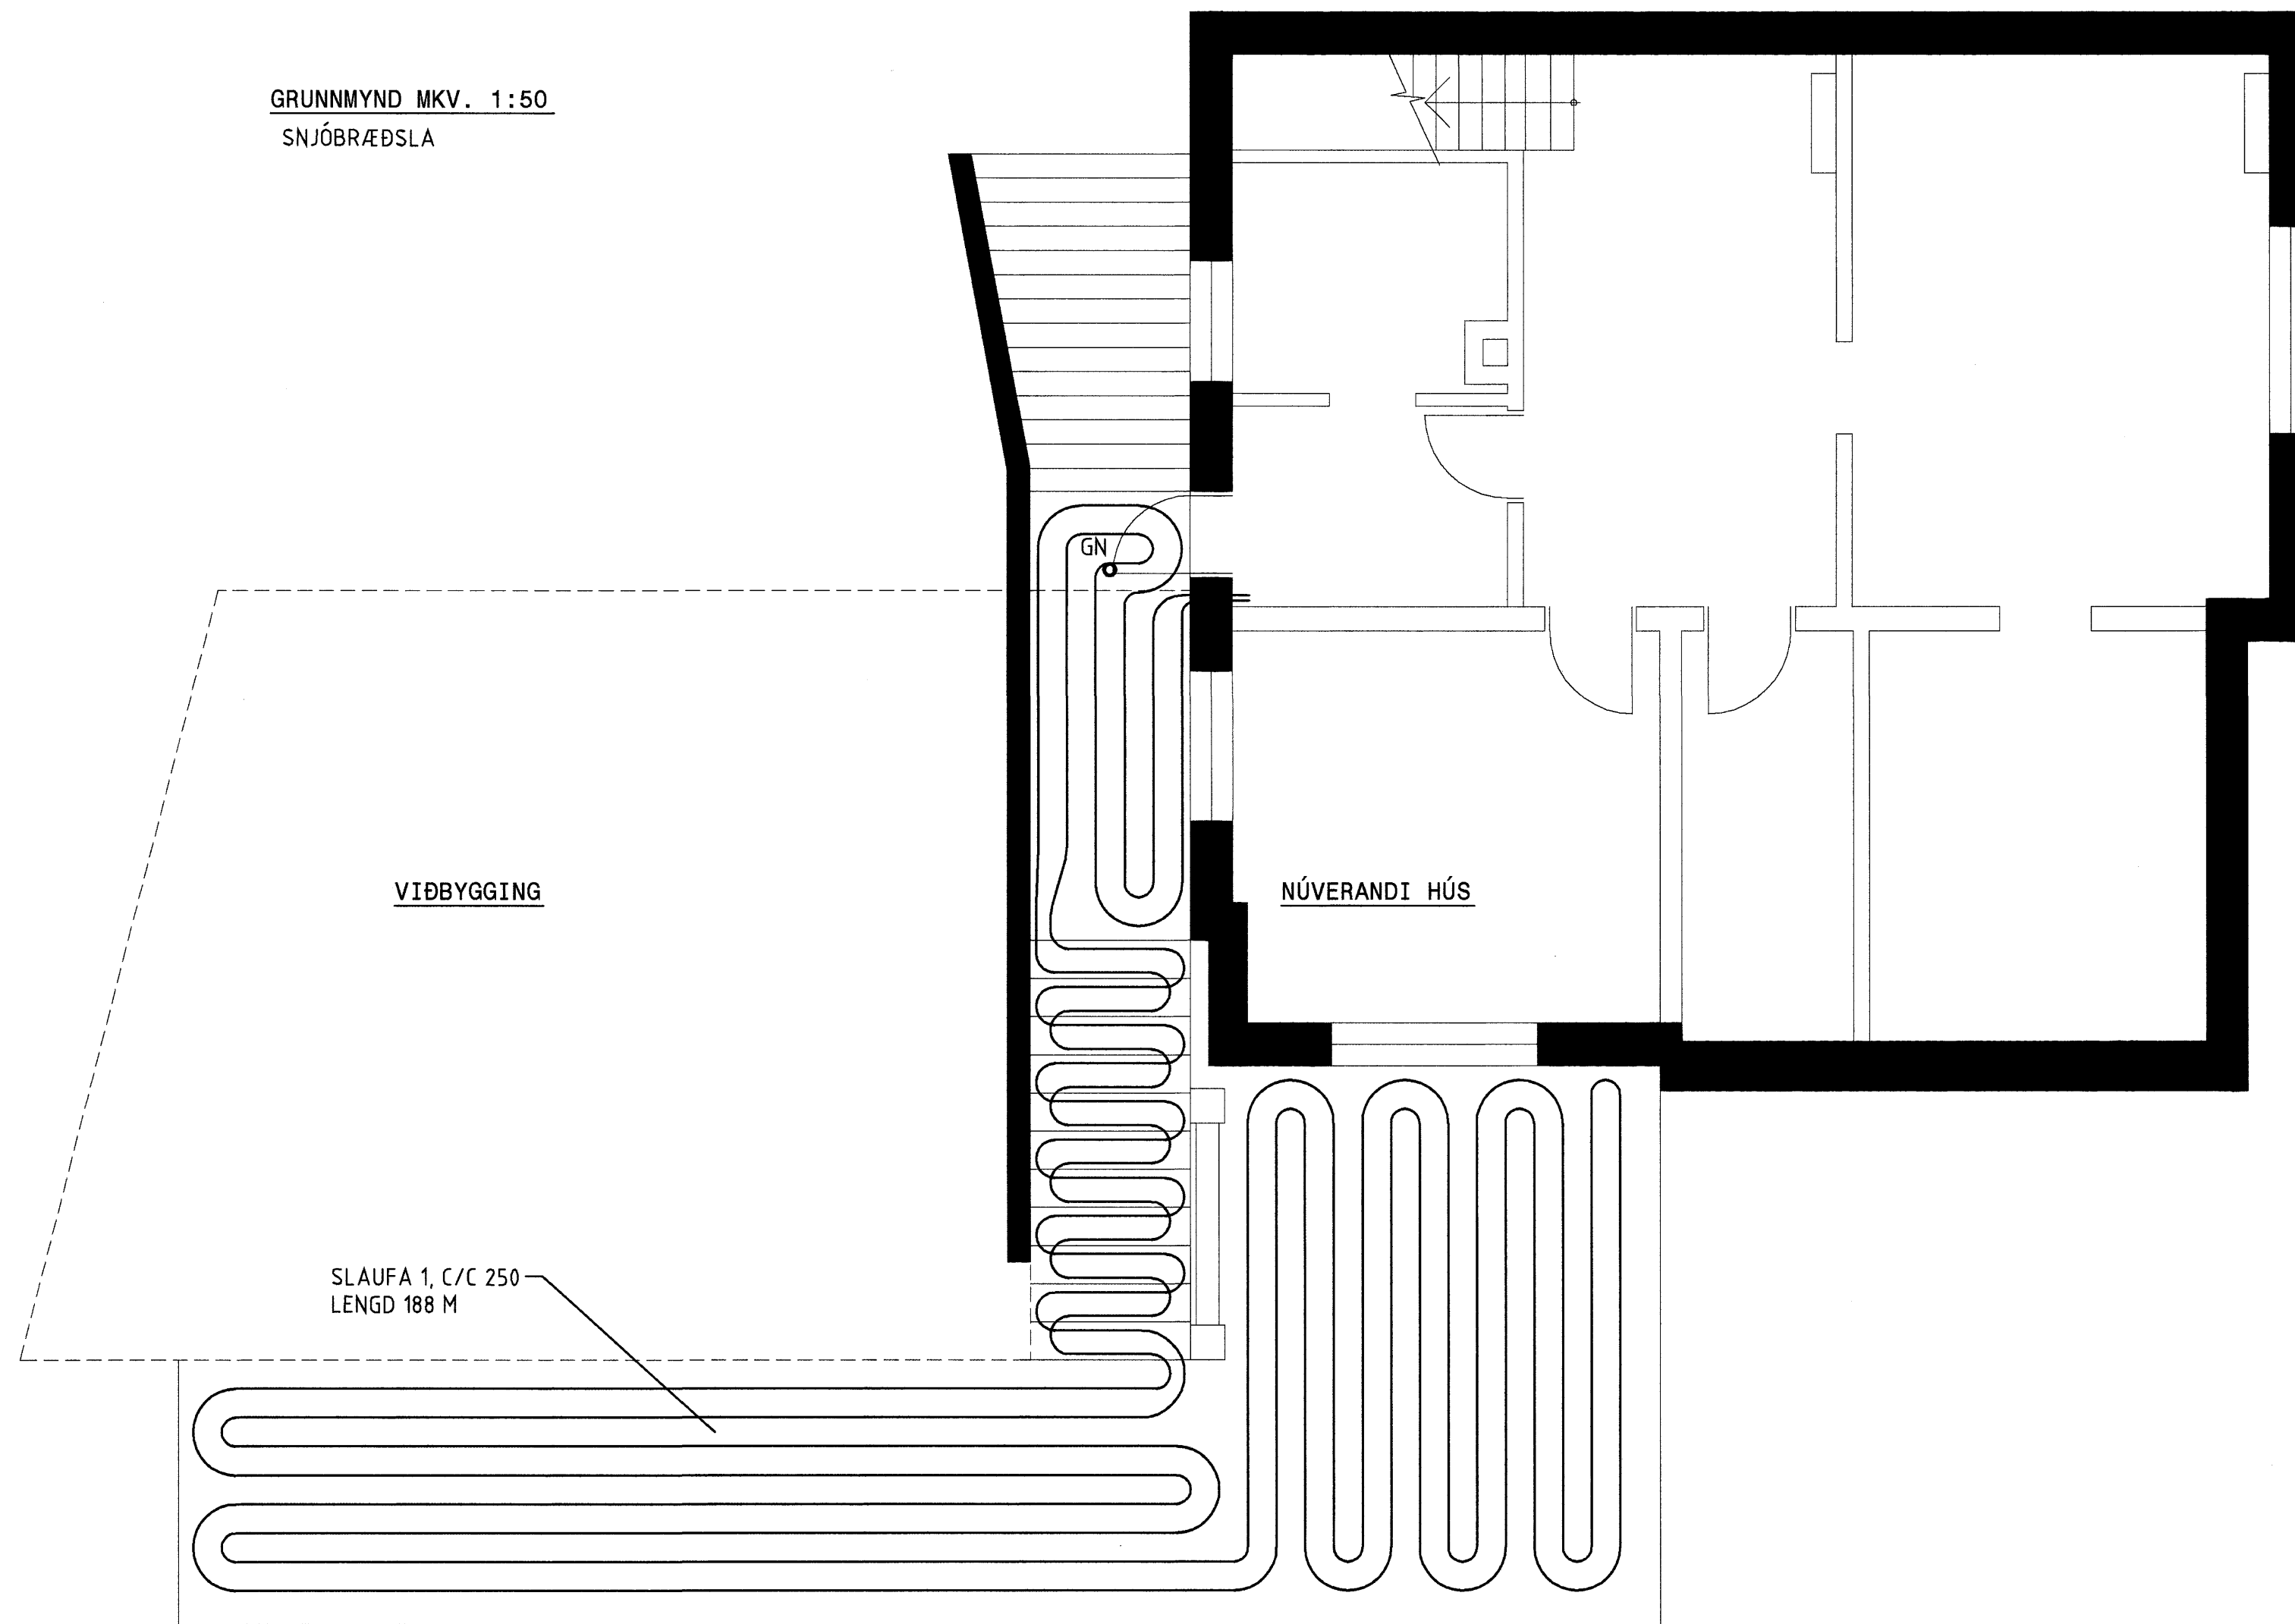 GRUNNMYND MKV. 1:50
SNJÓBRÆÐSLA
GN
VIÐBYGGING
NÚVERANDI HÚS
SLAUFA 1, C/C 250
LENGD 188 M